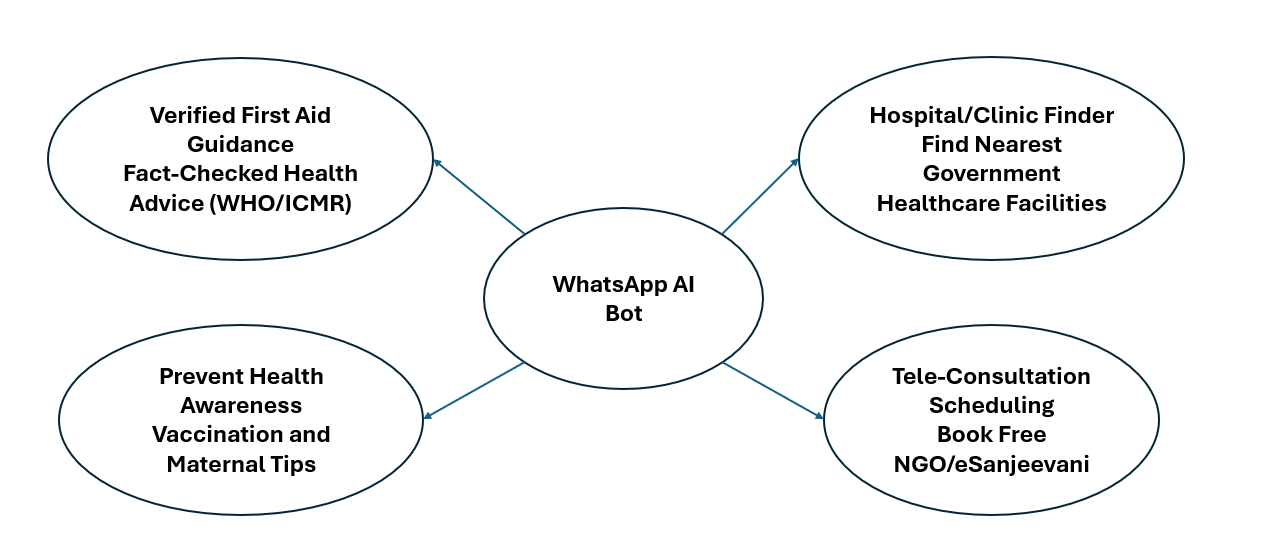 Verified First Aid
Guidance
Fact-Checked Health
Advice (WHO/ICMR)
Hospital/Clinic Finder
Find Nearest
Government
Healthcare Facilities
WhatsApp AI
Bot
Prevent Health
Awareness
Vaccination and
Maternal Tips
Tele-Consultation
Scheduling
Book Free
NGO/eSanjeevani